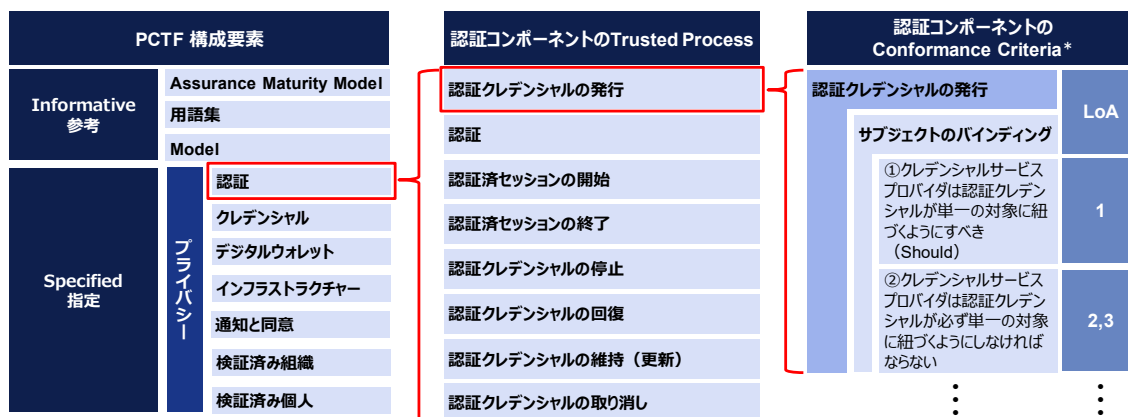 PCTF 構成要素
Informative
参考
Assurance Maturity Model
用語集
Model
Specified
指定
プライバシー
認証
クレデンシャル
デジタルウォレット
インフラストラクチャー
通知と同意
検証済み組織
検証済み個人
認証コンポーネントのTrusted Process
認証クレデンシャルの発行
認証
認証済セッションの開始
認証済セッションの終了
認証クレデンシャルの停止
認証クレデンシャルの回復
認証クレデンシャルの維持（更新）
認証クレデンシャルの取り消し
認証コンポーネントの
Conformance Criteria*
認証クレデンシャルの発行
LoA
サブジェクトのバインディング
①クレデンシャルサービス
プロバイダは認証クレデン
シャルが単一の対象に紐
づくようにすべき
（Should）
1
②クレデンシャルサービス
プロバイダは認証クレデン
シャルが必ず単一の対象
に紐づくようにしなければ
ならない
2,3